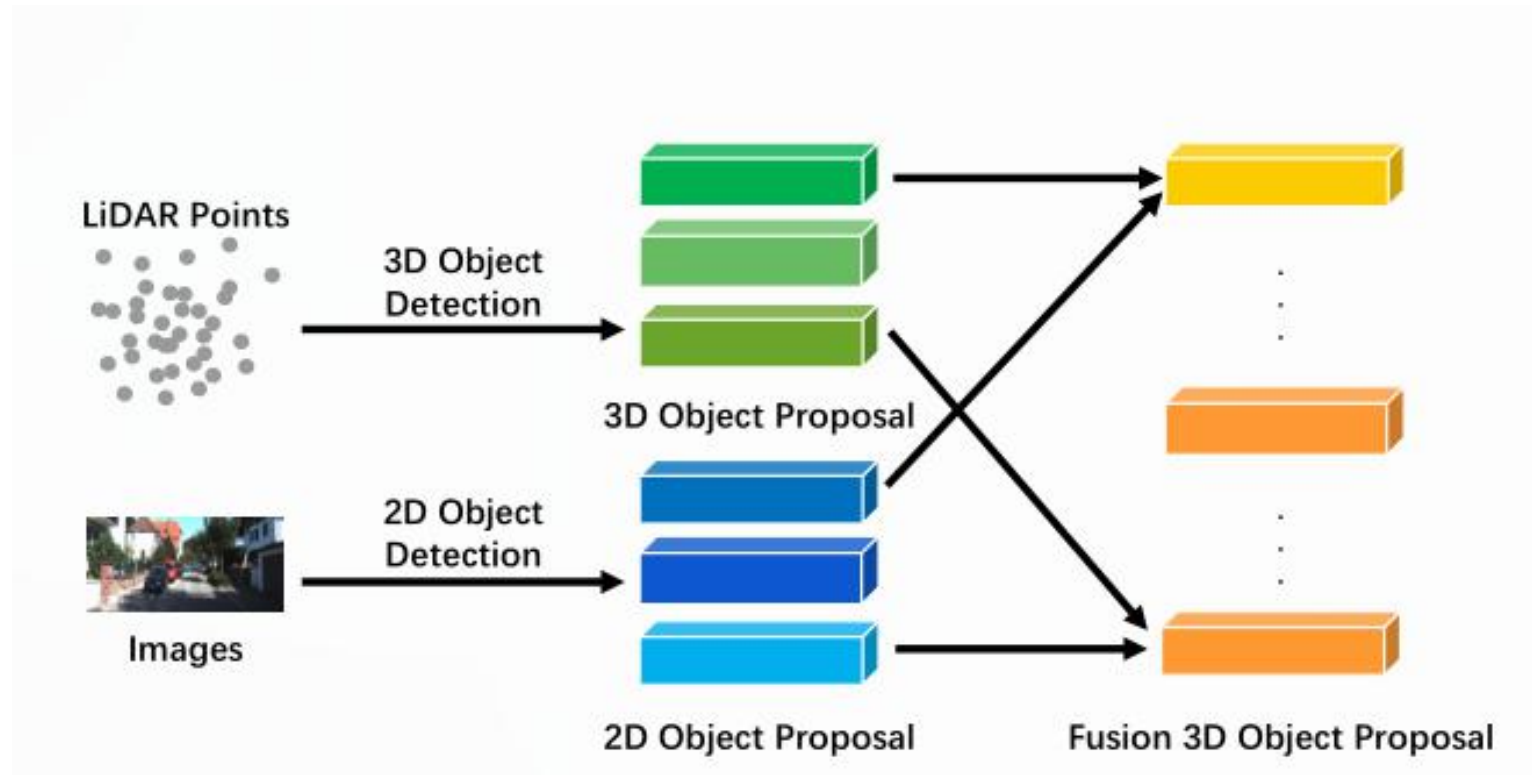 LiDAR Points
3D Object
Detection
3D Object Proposal
2D Object
Detection
Images
2D Object Proposal
Fusion 3D Object Proposal